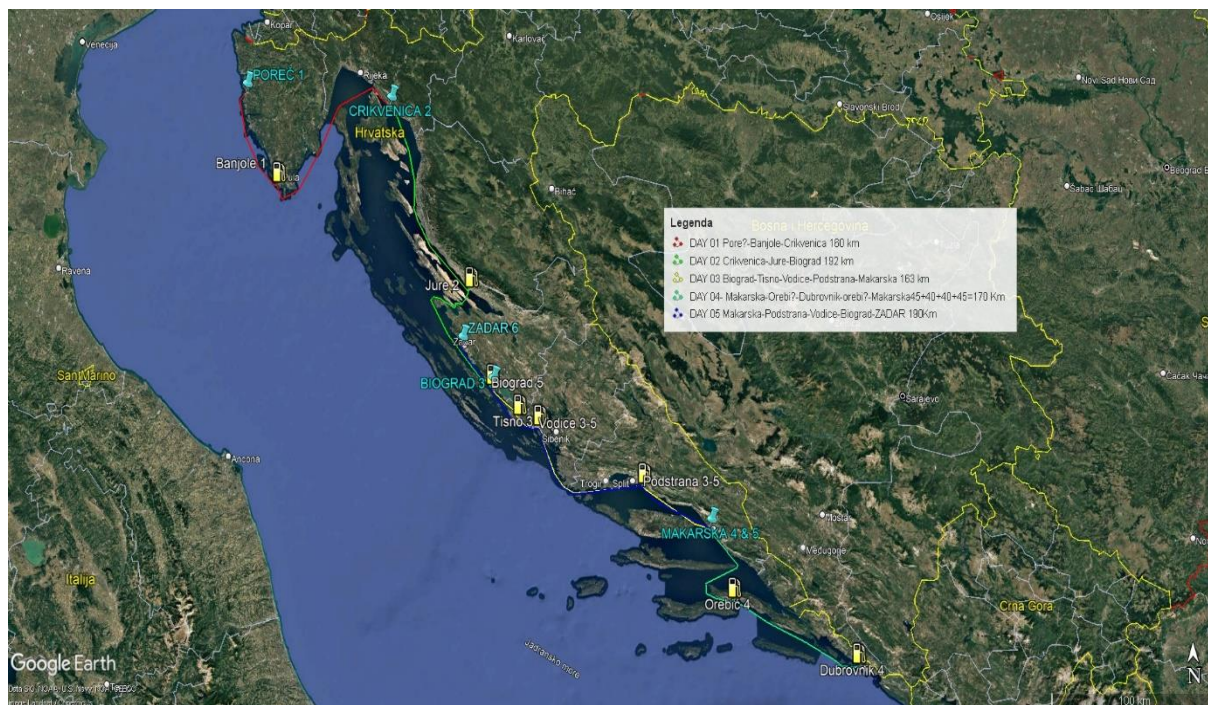 Kopar
Venecija
Karlovac
Osijek
POREČ 1
Rijeka
Novi Sad Нови Сад
CRIKVENICA 2
Slavonski Brod
Hrvatska
Banjole 1
Bihać
Legenda
Bosna i Hercegovina
DAY 01 Pore?-Banjole-Crikvenica 160 km
DAY 02 Crikvenica-Jure-Biograd 192 km
DAY 03 Biograd-Tisno-Vodice-Podstrana-Makarska 163 km
DAY 04- Makarska-Orebi?-Dubrovnik-orebi?-Makarska45+40+40+45=170 Km
DAY 05 Makarska-Podstrana-Vodice-Biograd-ZADAR 190Km
Ravena
Jure 2
ZADAR 6
Zadar
San Marino
BIOGRAD 3
Biograd 5
Sarajevo
Tisno 3
Vodice 3-5
Šibenik
Ancona
Trogir
Split
Podstrana 3-5
Mostar
MAKARSKA 4 & 5
Međugorje
Italija
Orebić 4
Crna Gora
Jadransko more
Dubrovnik 4
Google Earth
N
100 km